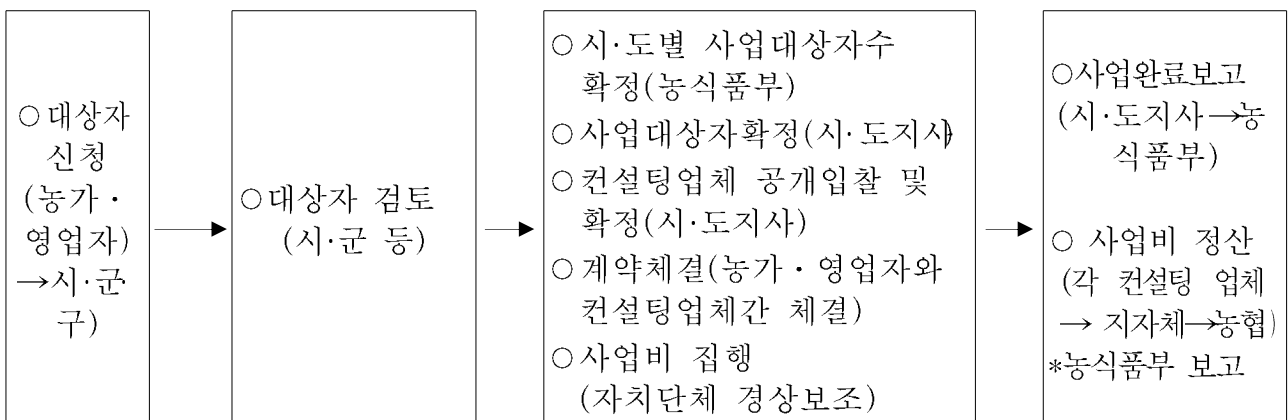 ○대상자
신청
(농가·
영업자)
→시·군·
구)
○대상자 검토
(시·군 등)
○시·도별 사업대상자수
확정(농식품부)
○사업대상자확정(시·도지사)
○컨설팅업체 공개입찰 및
확정(시·도지사)
○계약체결(농가·영업자와
컨설팅업체간 체결)
○사업비 집행
(자치단체 경상보조)
○사업완료보고
(시·도지사→농
식품부)
○ 사업비 정산
(각 컨설팅 업체
→ 지자체→농협)
*농식품부 보고